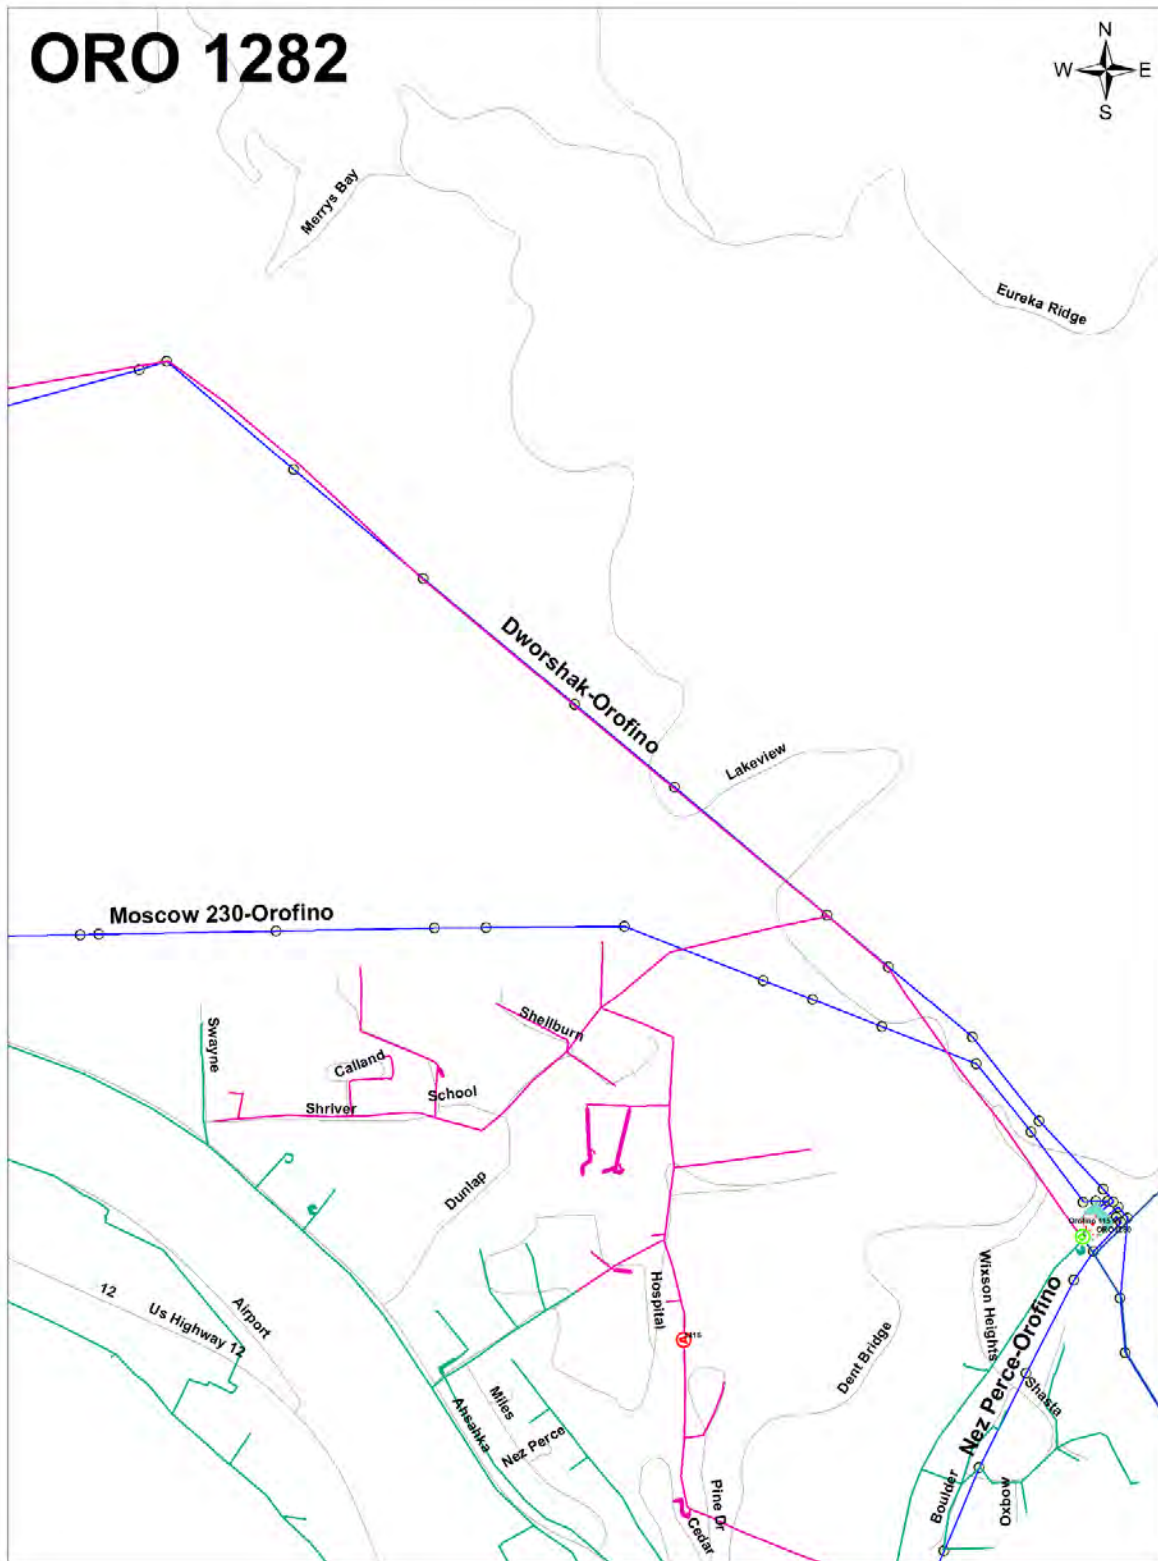 ORO 1282
N
W E
S
Merrys Bay
Eureka Ridge
Dworshak-Orofino
Lakeview
Moscow 230-Orofino
Swayne
Shellburn
Calland
School
Shriver
Dunlap
Hospital
Wixson Heights
Nez Perce-Orofino
12
Us Highway 12
Airport
Dent Bridge
Shasta
Miles
Ahsahka
Nez Perce
Boulder
Oxbow
Pine Dr
Cedar